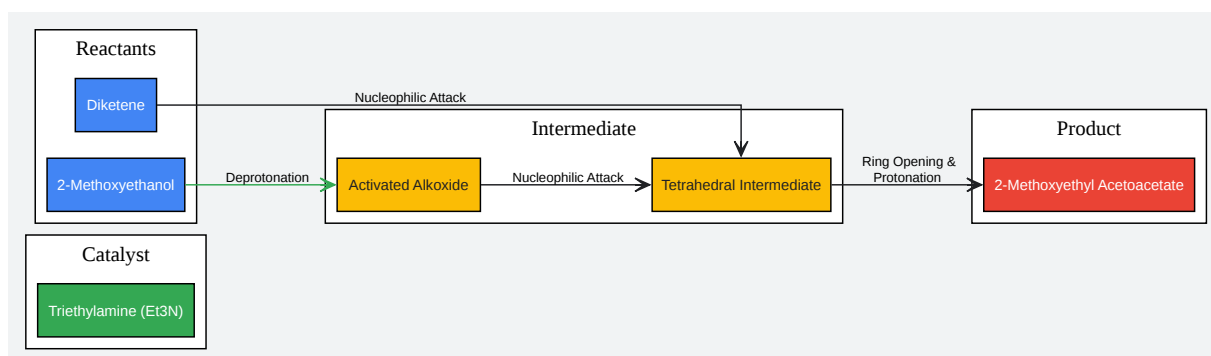 Reactants
Diketene
Nucleophilic Attack
Intermediate
Product
2-Methoxyethanol
Deprotonation
Activated Alkoxide
Nucleophilic Attack
Tetrahedral Intermediate
Ring Opening &
Protonation
2-Methoxyethyl Acetoacetate
Catalyst
Triethylamine (Et3N)